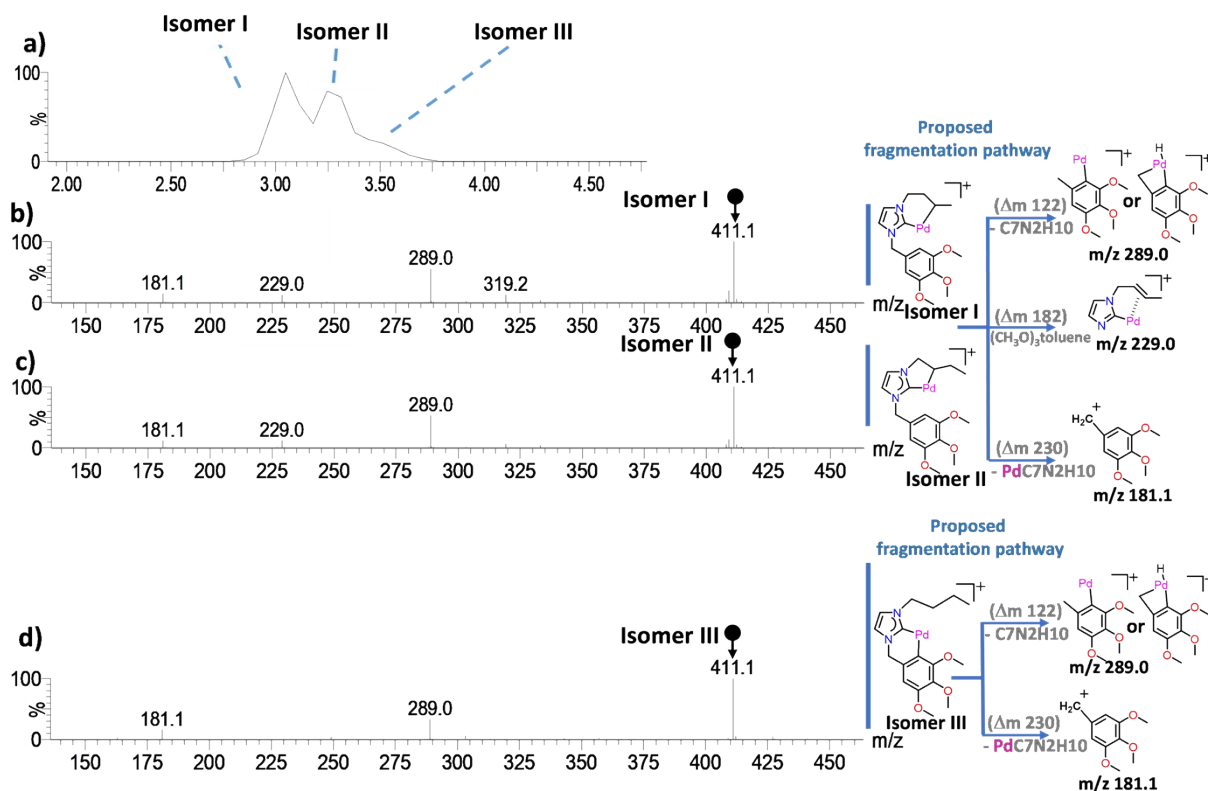 a)
Isomer I
Isomer II
Isomer III
100
%
0
2.00 2.50 3.00 3.50 4.00 4.50
b)
Isomer I
411.1
100
%
0
181.1 229.0 289.0 319.2
150 175 200 225 250 275 300 325 350 375 400 425 450
m/z
c)
Isomer II
411.1
100
%
0
181.1 229.0 289.0
150 175 200 225 250 275 300 325 350 375 400 425 450
m/z
Proposed
fragmentation pathway
N
+
N
Pd
O
O
O
Isomer I
N
+
N
Pd
O
O
O
Isomer II
(Δm 122)
- C7N2H10
Pd
+
O
O
O
or
H
Pd
+
O
O
O
m/z 289.0
(Δm 182)
(CH3O)3toluene
N
+
N
Pd
m/z 229.0
(Δm 230)
- PdC7N2H10
+
H2C
O
O
O
m/z 181.1
d)
Isomer III
411.1
100
%
0
181.1 289.0
150 175 200 225 250 275 300 325 350 375 400 425 450
m/z
Proposed
fragmentation pathway
N
+
N
Pd
O
O
O
Isomer III
(Δm 122)
- C7N2H10
Pd
+
O
O
O
or
H
Pd
O
O
O
m/z 289.0
(Δm 230)
- PdC7N2H10
+
H2C
O
O
O
m/z 181.1